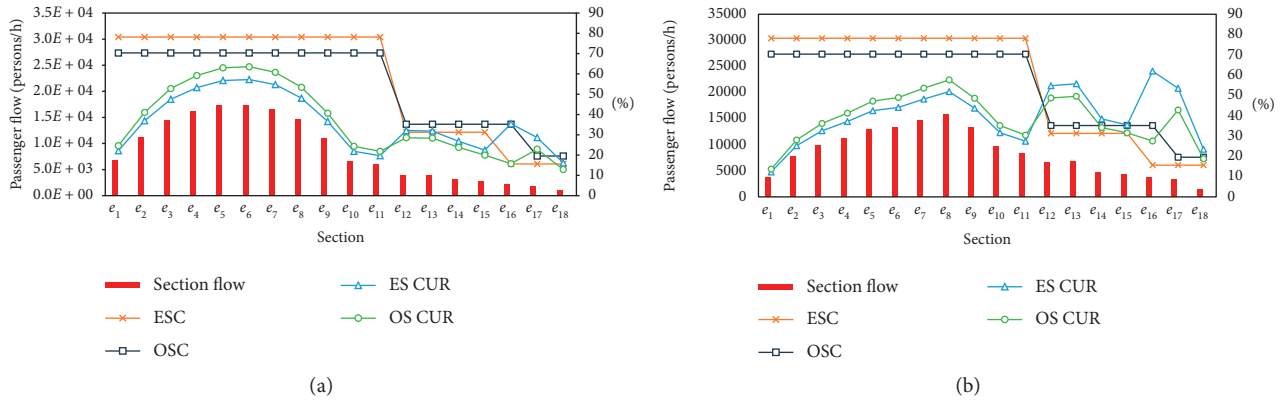 3.5E + 04
3.0E + 04
2.5E + 04
2.0E + 04
1.5E + 04
1.0E + 04
5.0E + 03
0.0E + 00
Passenger flow (persons/h)
90
80
70
60
50
40
30
20
10
0
(%)
e1 e2 e3 e4 e5 e6 e7 e8 e9 e10 e11 e12 e13 e14 e15 e16 e17 e18
Section
Section flow
ESC
OSC
ES CUR
OS CUR
(a)
35000
30000
25000
20000
15000
10000
5000
0
Passenger flow (persons/h)
90
80
70
60
50
40
30
20
10
0
(%)
e1 e2 e3 e4 e5 e6 e7 e8 e9 e10 e11 e12 e13 e14 e15 e16 e17 e18
Section
Section flow
ESC
OSC
ES CUR
OS CUR
(b)